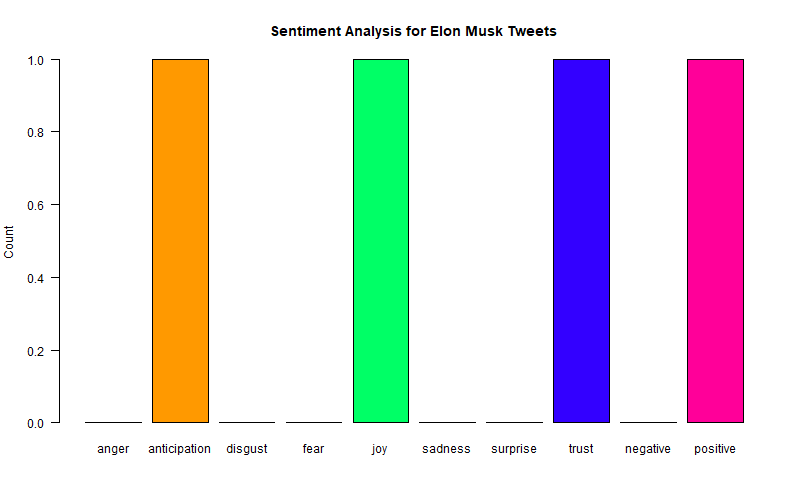 Sentiment Analysis for Elon Musk Tweets
Count
1.0
0.8
0.6
0.4
0.2
0.0
anger anticipation disgust fear joy sadness surprise trust negative positive